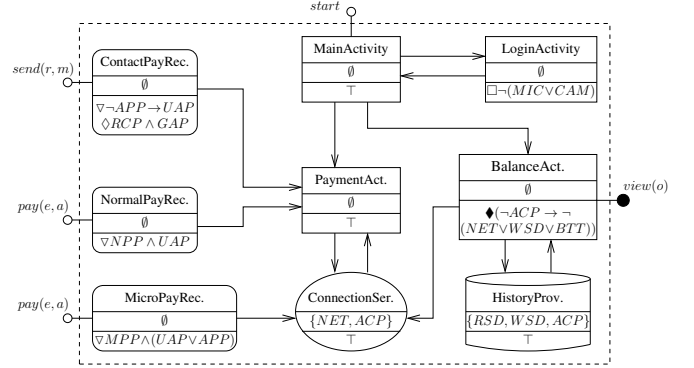 start
ContactPayRec.
∅
▽¬APP→UAP
◊RCP ∧ GAP
send(r, m)
MainActivity
∅
⊤
LoginActivity
∅
□¬(MIC∨CAM)
NormalPayRec.
∅
▽NPP ∧ UAP
pay(e, a)
PaymentAct.
∅
⊤
BalanceAct.
∅
♦(¬ACP → ¬
(NET∨WSD∨BTT))
view(o)
MicroPayRec.
∅
▽MPP∧(UAP∨APP)
pay(e, a)
ConnectionSer.
{NET, ACP}
⊤
HistoryProv.
{RSD, WSD, ACP}
⊤